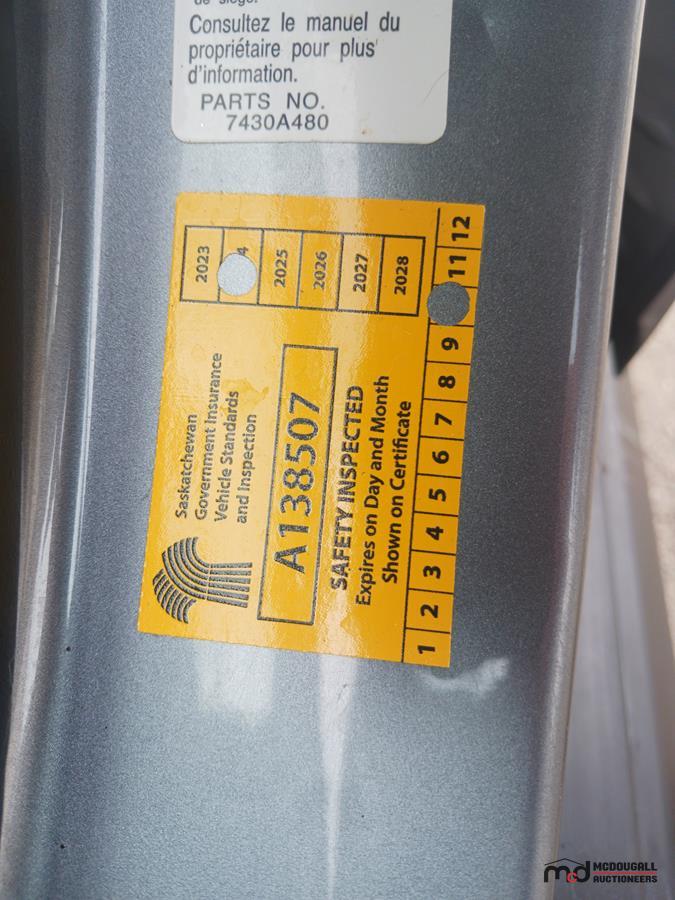 Consultez le manuel du
propriétaire pour plus
d'information.
PARTS NO.
7430A480
Saskatchewan
Government Insurance
Vehicle Standards
and Inspection
2023
4
2025
2026
2027
2028
A138507
SAFETY INSPECTED
Expires on Day and Month
Shown on Certificate
1 2 3 4 5 6 7 8 9 11 12
mcd MCDOUGALL
AUCTIONEERS